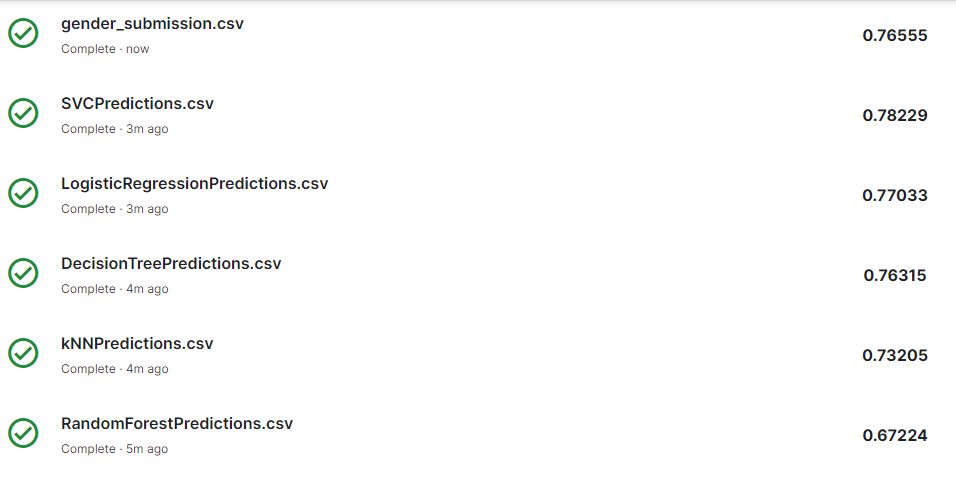 gender_submission.csv
0.76555
Complete · now
SVCPredictions.csv
0.78229
Complete · 3m ago
LogisticRegressionPredictions.csv
0.77033
Complete · 3m ago
DecisionTreePredictions.csv
0.76315
Complete · 4m ago
kNNPredictions.csv
0.73205
Complete · 4m ago
RandomForestPredictions.csv
0.67224
Complete · 5m ago